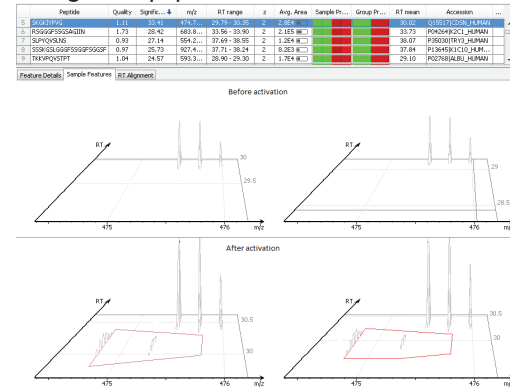 Peptide Quality Signific... m/z RT range z Avg. Area Sample Pr... Group Pr... RT mean Accession ...
5 SKGIYPVG 1.11 33.41 474.7... 29.79 - 30.35 2 2.8E4 30.02 Q15517|CDSN_HUMAN
6 RSGGGFSSGSAGIIN 1.73 28.42 683.8... 33.56 - 33.90 2 2.1E5 33.73 P04264|K2C1_HUMAN
7 SLPYQVSLNS 0.93 27.14 554.2... 37.69 - 38.55 2 1.2E4 38.07 P35030|TRY3_HUMAN
8 SSSKGSLGGGFSSGGFSGGSF 0.97 25.73 927.4... 37.71 - 38.24 2 8.2E3 37.84 P13645|K1C10_HUM...
9 TKKVPQVSTPT 1.04 24.57 593.3... 28.90 - 29.30 2 1.7E4 29.10 P02768|ALBU_HUMAN
Feature Details Sample Features RT Alignment
Before activation
RT RT
30 29
29.5 28.5
475 476 m/z 475 476 m/z
After activation
RT RT
30.5 30.5
30 30
475 476 m/z 475 476 m/z